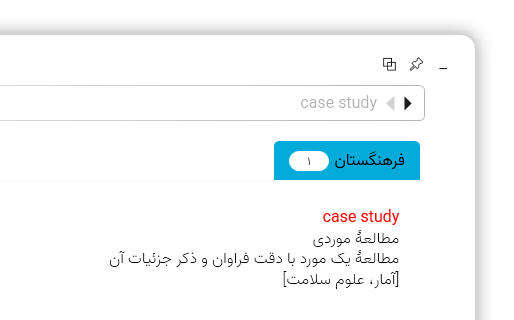 case study
فرهنگستان ۱
case study
مطالعهٔ موردی
مطالعهٔ یک مورد با دقت فراوان و ذکر جزئیات آن
[آمار، علوم سلامت]